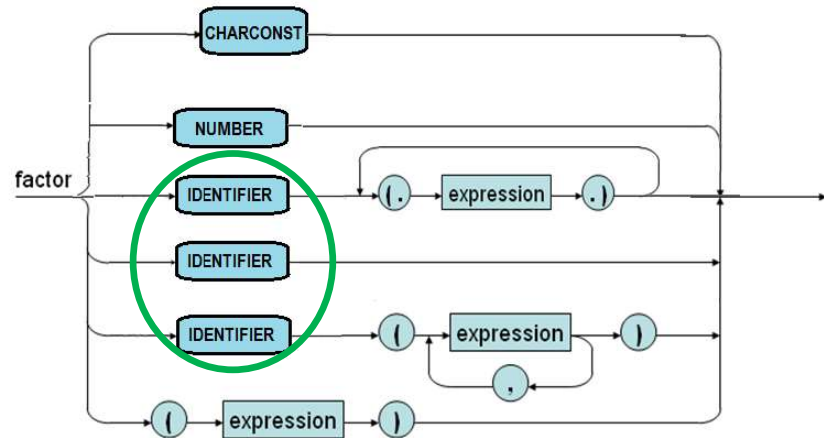 CHARCONST
NUMBER
factor
IDENTIFIER (. expression .)
IDENTIFIER
IDENTIFIER ( expression )
,
( expression )